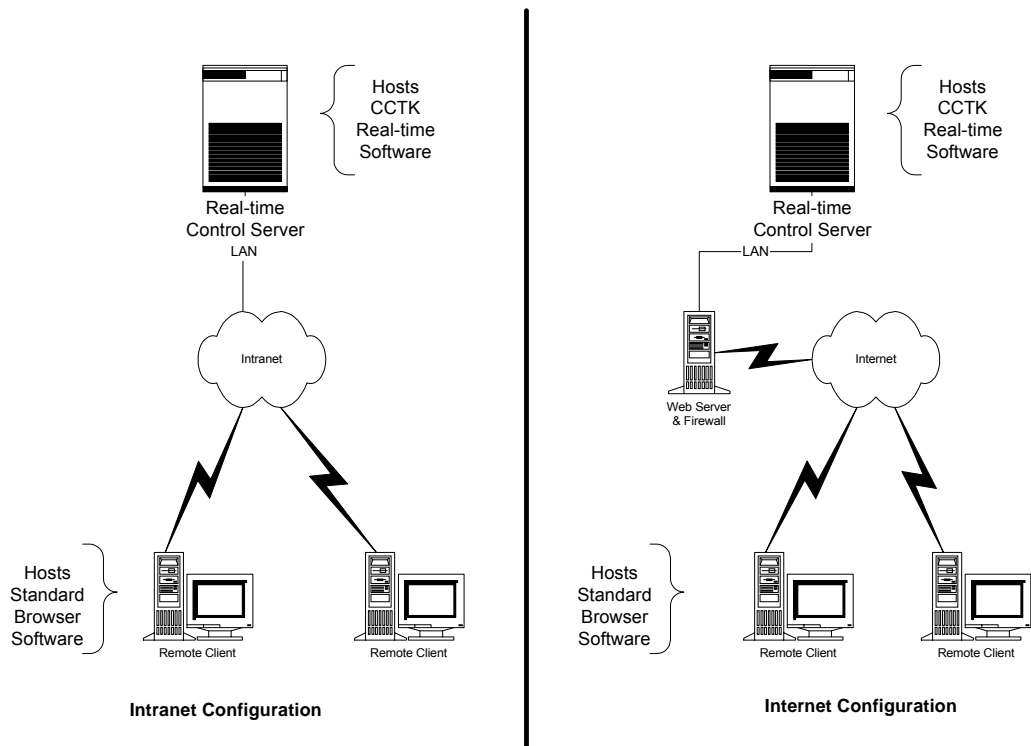 Hosts
CCTK
Real-time
Software
Real-time
Control Server
LAN
Intranet
Hosts
Standard
Browser
Software
Remote Client
Remote Client
Intranet Configuration
Hosts
CCTK
Real-time
Software
Real-time
Control Server
LAN
Web Server
& Firewall
Internet
Hosts
Standard
Browser
Software
Remote Client
Remote Client
Internet Configuration